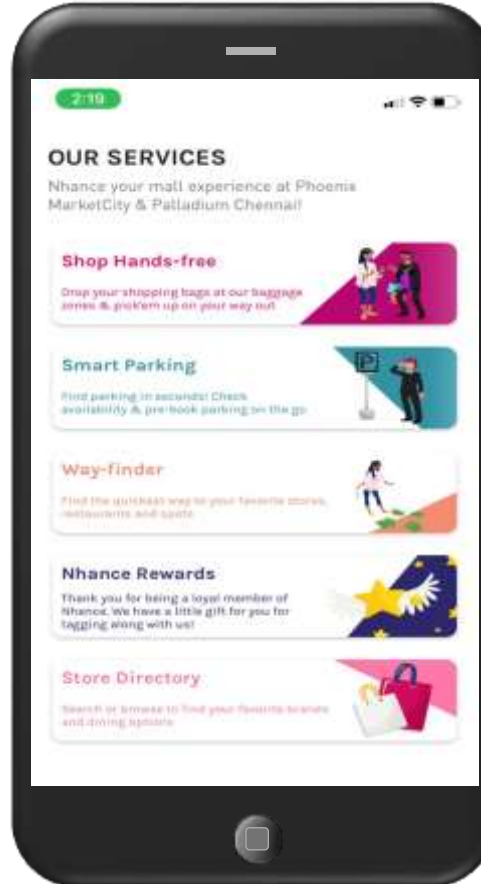 2:19
OUR SERVICES
Nhance your mall experience at Phoenix
MarketCity & Palladium Chennai!
Shop Hands-free
Drop your shopping bags at our baggage
zones & pick'em up on your way out
Smart Parking
P
Find parking in seconds! Check
availability & pre-book parking on the go
Way-finder
Find the quickest way to your favorite stores,
restaurants and spots
Nhance Rewards
Thank you for being a loyal member of
Nhance. We have a little gift for you for
tagging along with us!
Store Directory
Search or browse to find your favorite brands
and dining options